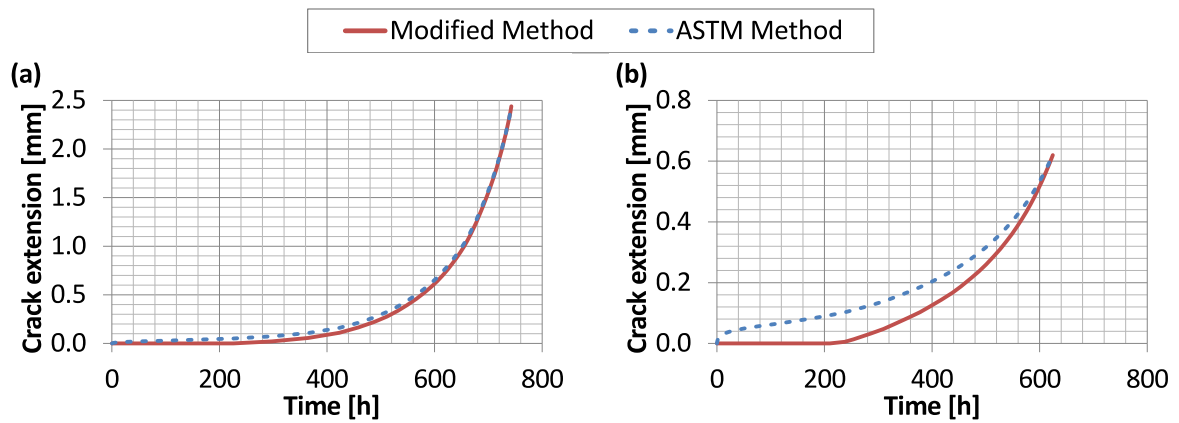 Modified Method ASTM Method
(a)
Crack extension [mm]
2.5
2.0
1.5
1.0
0.5
0.0
0 200 400 600 800
Time [h]
(b)
Crack extension [mm]
0.8
0.6
0.4
0.2
0.0
0 200 400 600 800
Time [h]